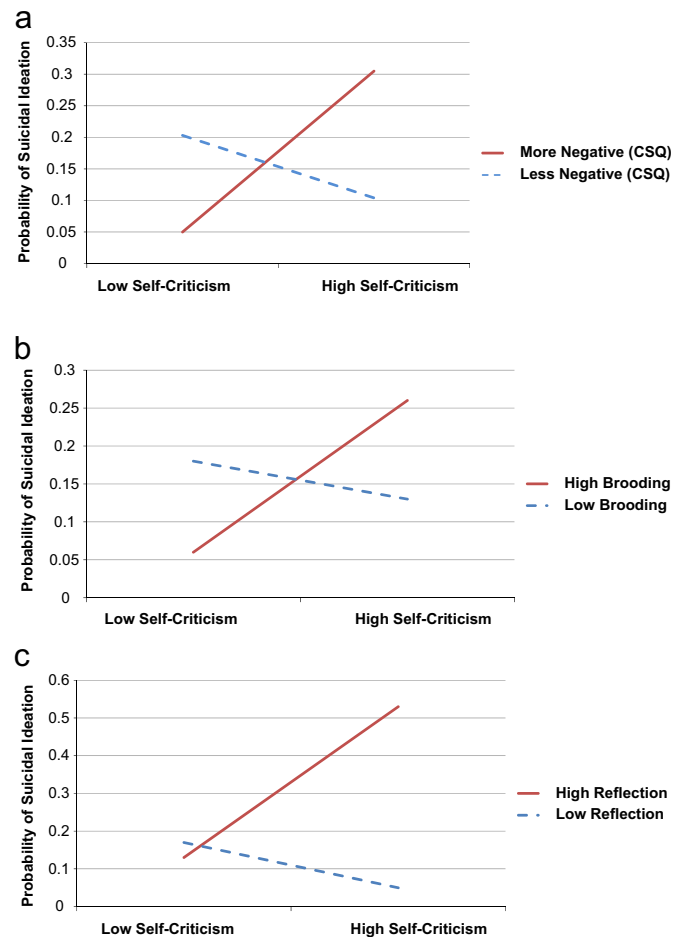 a
Probability of Suicidal Ideation
0.35
0.3
0.25
0.2
0.15
0.1
0.05
0
Low Self-Criticism High Self-Criticism
More Negative (CSQ)
Less Negative (CSQ)
b
Probability of Suicidal Ideation
0.3
0.25
0.2
0.15
0.1
0.05
0
Low Self-Criticism High Self-Criticism
High Brooding
Low Brooding
c
Probability of Suicidal Ideation
0.6
0.5
0.4
0.3
0.2
0.1
0
Low Self-Criticism High Self-Criticism
High Reflection
Low Reflection